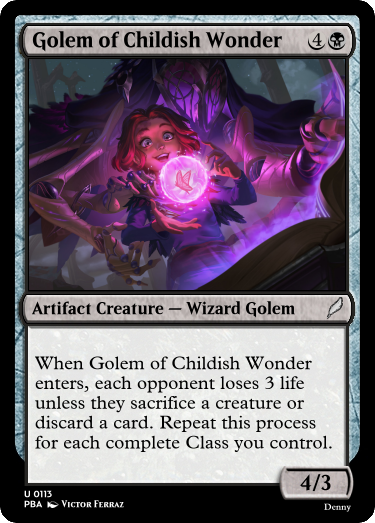 Golem of Childish Wonder 4
Artifact Creature — Wizard Golem
When Golem of Childish Wonder
enters, each opponent loses 3 life
unless they sacrifice a creature or
discard a card. Repeat this process
for each complete Class you control.
4/3
U 0113
PBA Victor Ferraz
Denny